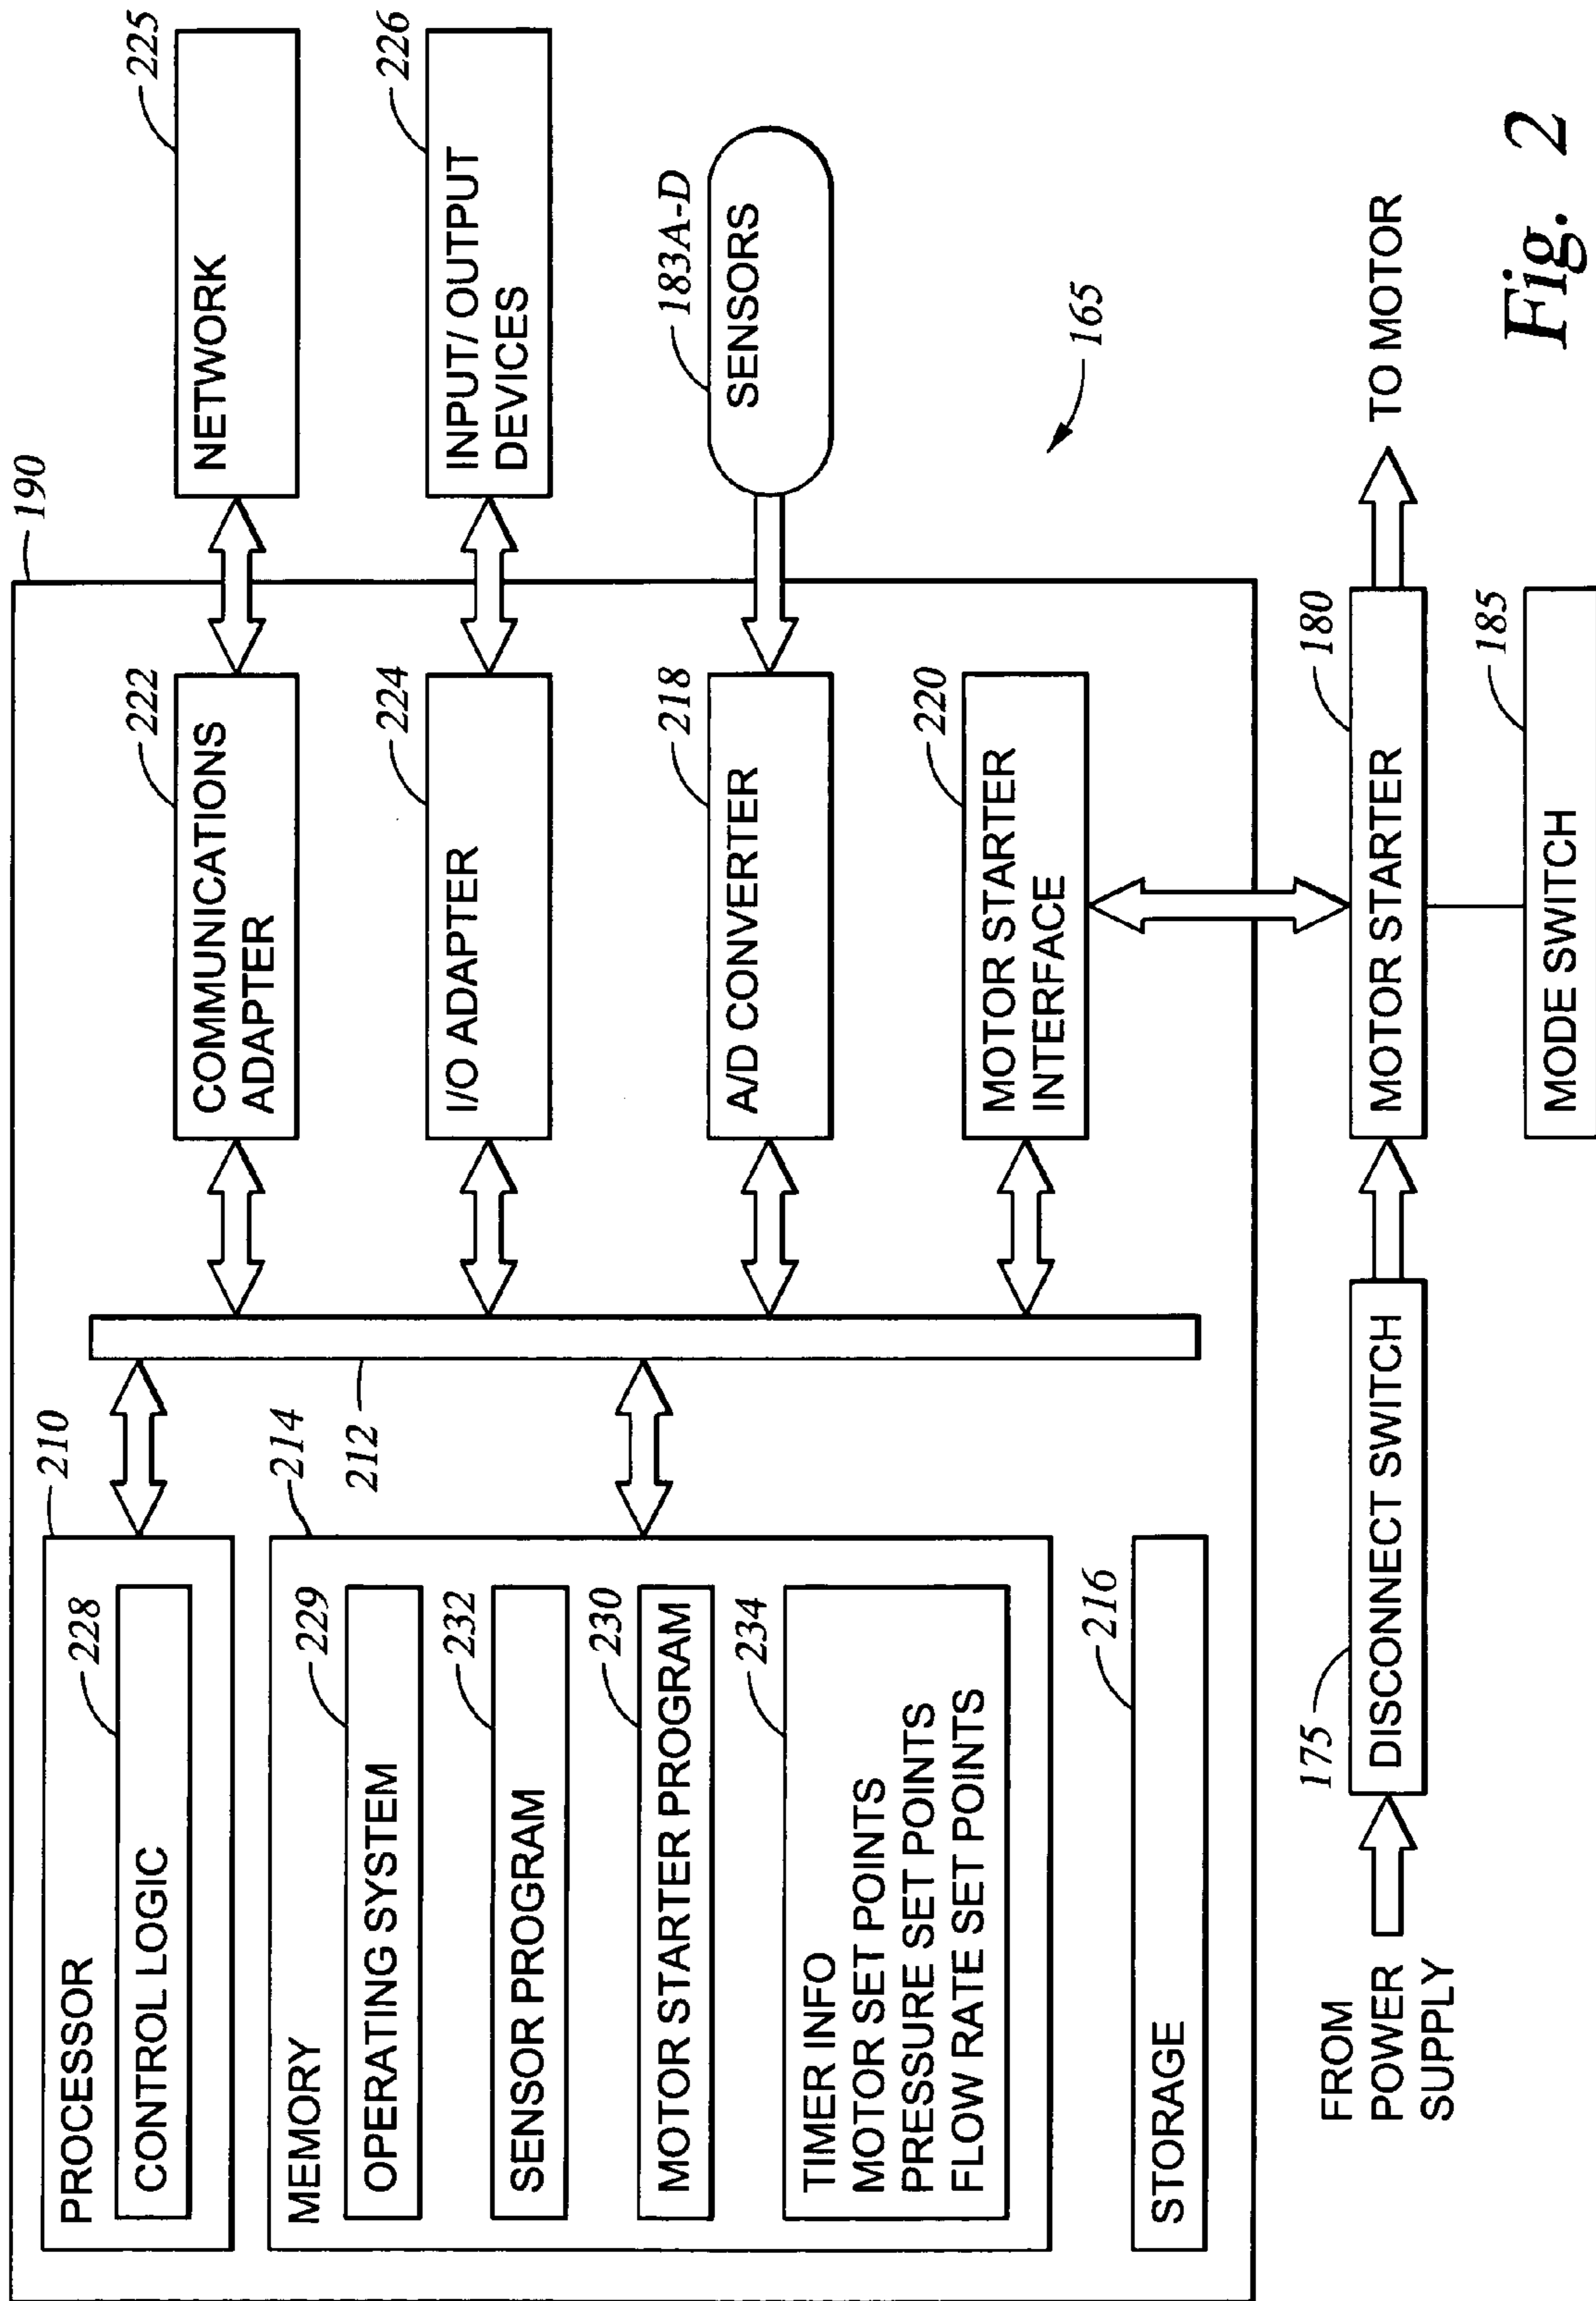 190
210
PROCESSOR
228
CONTROL LOGIC
214
MEMORY
229
OPERATING SYSTEM
232
SENSOR PROGRAM
230
MOTOR STARTER PROGRAM
234
TIMER INFO
MOTOR SET POINTS
PRESSURE SET POINTS
FLOW RATE SET POINTS
216
STORAGE
212
222
COMMUNICATIONS
ADAPTER
225
NETWORK
224
I/O ADAPTER
226
INPUT/ OUTPUT
DEVICES
218
A/D CONVERTER
183A-D
SENSORS
220
MOTOR STARTER
INTERFACE
165
FROM
POWER
SUPPLY
175
DISCONNECT SWITCH
180
MOTOR STARTER
TO MOTOR
185
MODE SWITCH
Fig. 2